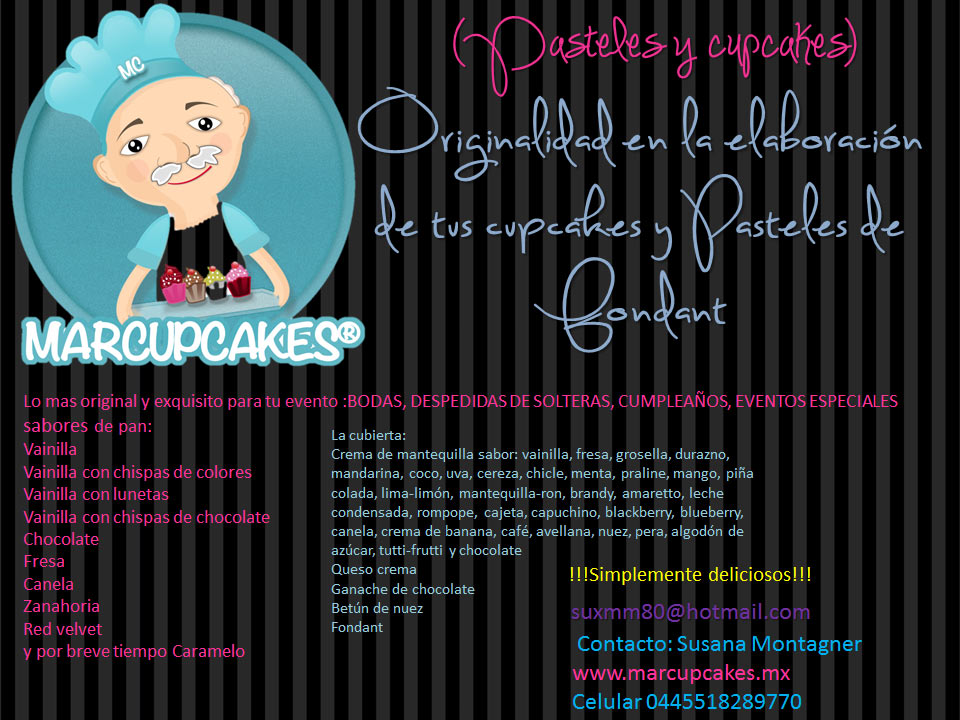 MC
MARCUPCAKES®
(Pasteles y cupcakes)
Originalidad en la elaboración
de tus cupcakes y Pasteles de
Fondant
Lo mas original y exquisito para tu evento :BODAS, DESPEDIDAS DE SOLTERAS, CUMPLEAÑOS, EVENTOS ESPECIALES
sabores de pan:
Vainilla
Vainilla con chispas de colores
Vainilla con lunetas
Vainilla con chispas de chocolate
Chocolate
Fresa
Canela
Zanahoria
Red velvet
y por breve tiempo Caramelo
La cubierta:
Crema de mantequilla sabor: vainilla, fresa, grosella, durazno,
mandarina, coco, uva, cereza, chicle, menta, praline, mango, piña
colada, lima-limón, mantequilla-ron, brandy, amaretto, leche
condensada, rompope, cajeta, capuchino, blackberry, blueberry,
canela, crema de banana, café, avellana, nuez, pera, algodón de
azúcar, tutti-frutti y chocolate
Queso crema
Ganache de chocolate
Betún de nuez
Fondant
!!!Simplemente deliciosos!!!
suxmm80@hotmail.com
Contacto: Susana Montagner
www.marcupcakes.mx
Celular 0445518289770